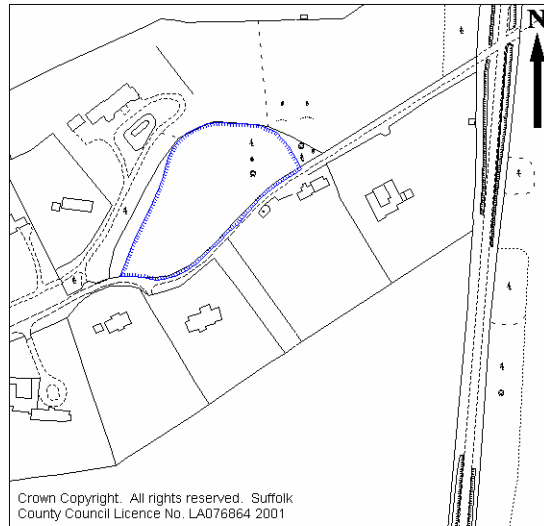 N
Crown Copyright. All rights reserved. Suffolk
County Council Licence No. LA076864 2001